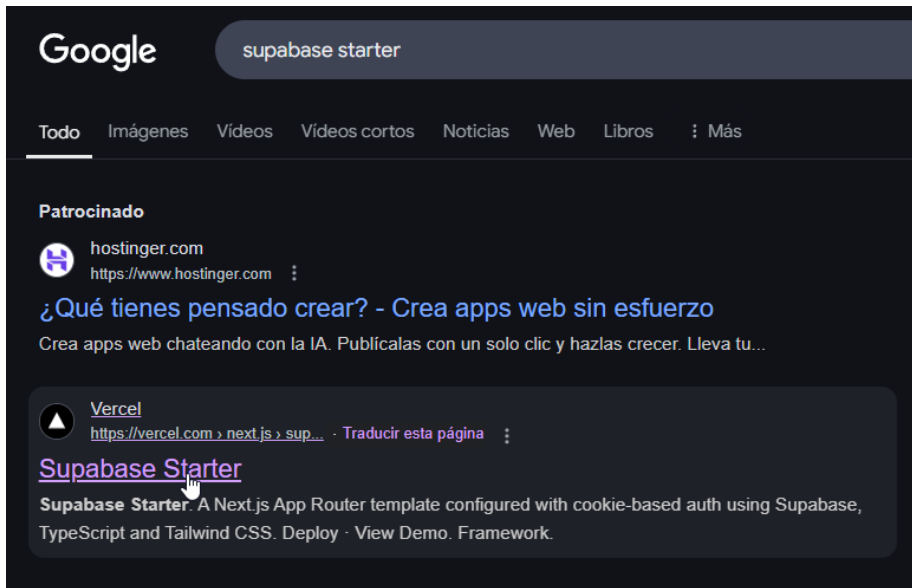 Google
supabase starter
Todo Imágenes Vídeos Vídeos cortos Noticias Web Libros Más
Patrocinado
hostinger.com
https://www.hostinger.com
¿Qué tienes pensado crear? - Crea apps web sin esfuerzo
Crea apps web chateando con la IA. Publícalas con un solo clic y hazlas crecer. Lleva tu...
Vercel
https://vercel.com › next.js › sup... · Traducir esta página
Supabase Starter
Supabase Starter. A Next.js App Router template configured with cookie-based auth using Supabase,
TypeScript and Tailwind CSS. Deploy · View Demo. Framework.